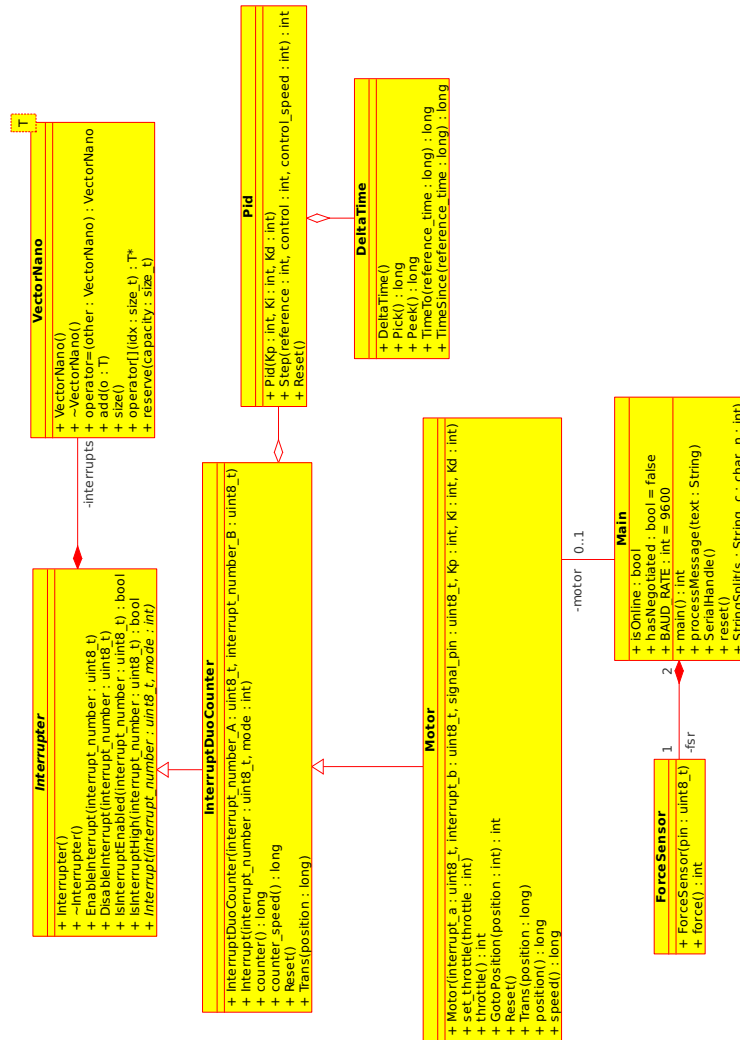 T
VectorNano
+ VectorNano()
+ ~VectorNano()
+ operator=(other : VectorNano) : VectorNano
+ add(o : T)
+ size()
+ operator[](idx : size_t) : T*
+ reserve(capacity : size_t)
-interrupts
Interrupter
+ Interrupter()
+ ~Interrupter()
+ EnableInterrupt(interrupt_number : uint8_t)
+ DisableInterrupt(interrupt_number : uint8_t)
+ IsInterruptEnabled(interrupt_number : uint8_t) : bool
+ IsInterruptHigh(interrupt_number : uint8_t) : bool
+ Interrupt(interrupt_number : uint8_t, mode : int)
Pid
+ Pid(Kp : int, Ki : int, Kd : int)
+ Step(reference : int, control : int, control_speed : int) : int
+ Reset()
InterruptDuoCounter
+ InterruptDuoCounter(interrupt_number_A : uint8_t, interrupt_number_B : uint8_t)
+ Interrupt(interrupt_number : uint8_t, mode : int)
+ counter() : long
+ counter_speed() : long
+ Reset()
+ Trans(position : long)
DeltaTime
+ DeltaTime()
+ Pick() : long
+ Peek() : long
+ TimeTo(reference_time : long) : long
+ TimeSince(reference_time : long) : long
Motor
+ Motor(interrupt_a : uint8_t, interrupt_b : uint8_t, signal_pin : uint8_t, Kp : int, Ki : int, Kd : int)
+ set_throttle(throttle : int)
+ throttle() : int
+ GotoPosition(position : int) : int
+ Reset()
+ Trans(position : long)
+ position() : long
+ speed() : long
-motor
0..1
Main
+ isOnline : bool
+ hasNegotiated : bool = false
+ BAUD_RATE : int = 9600
+ main() : int
+ processMessage(text : String)
+ SerialHandle()
+ reset()
+ StringSplit(s : String, c : char, n : int)
2
1
-fsr
ForceSensor
+ ForceSensor(pin : uint8_t)
+ force() : int